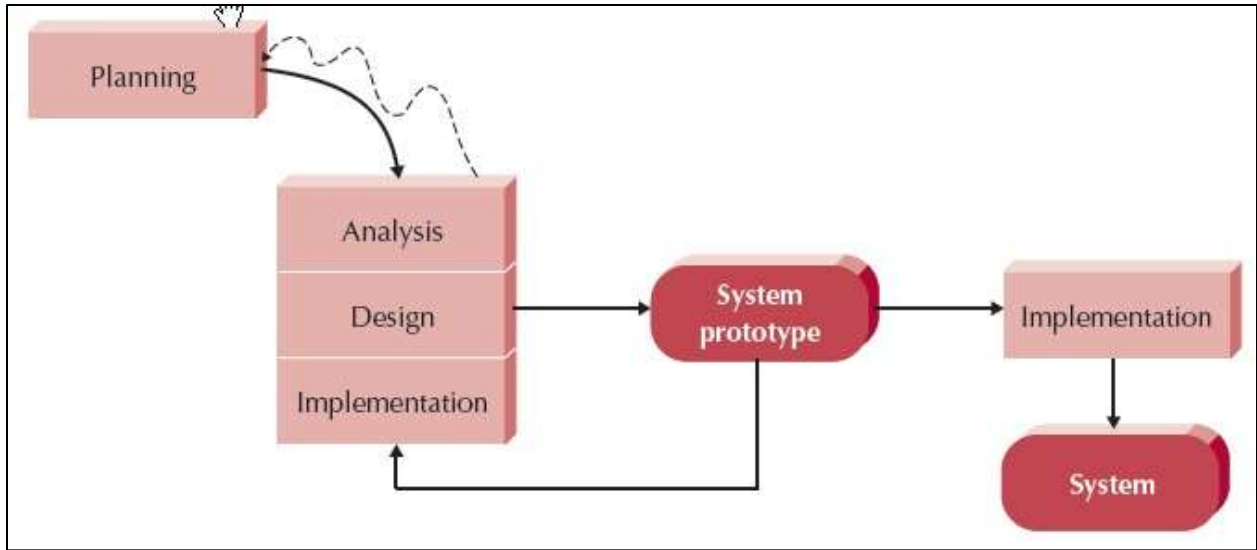 Planning
Analysis
Design
Implementation
System
prototype
Implementation
System